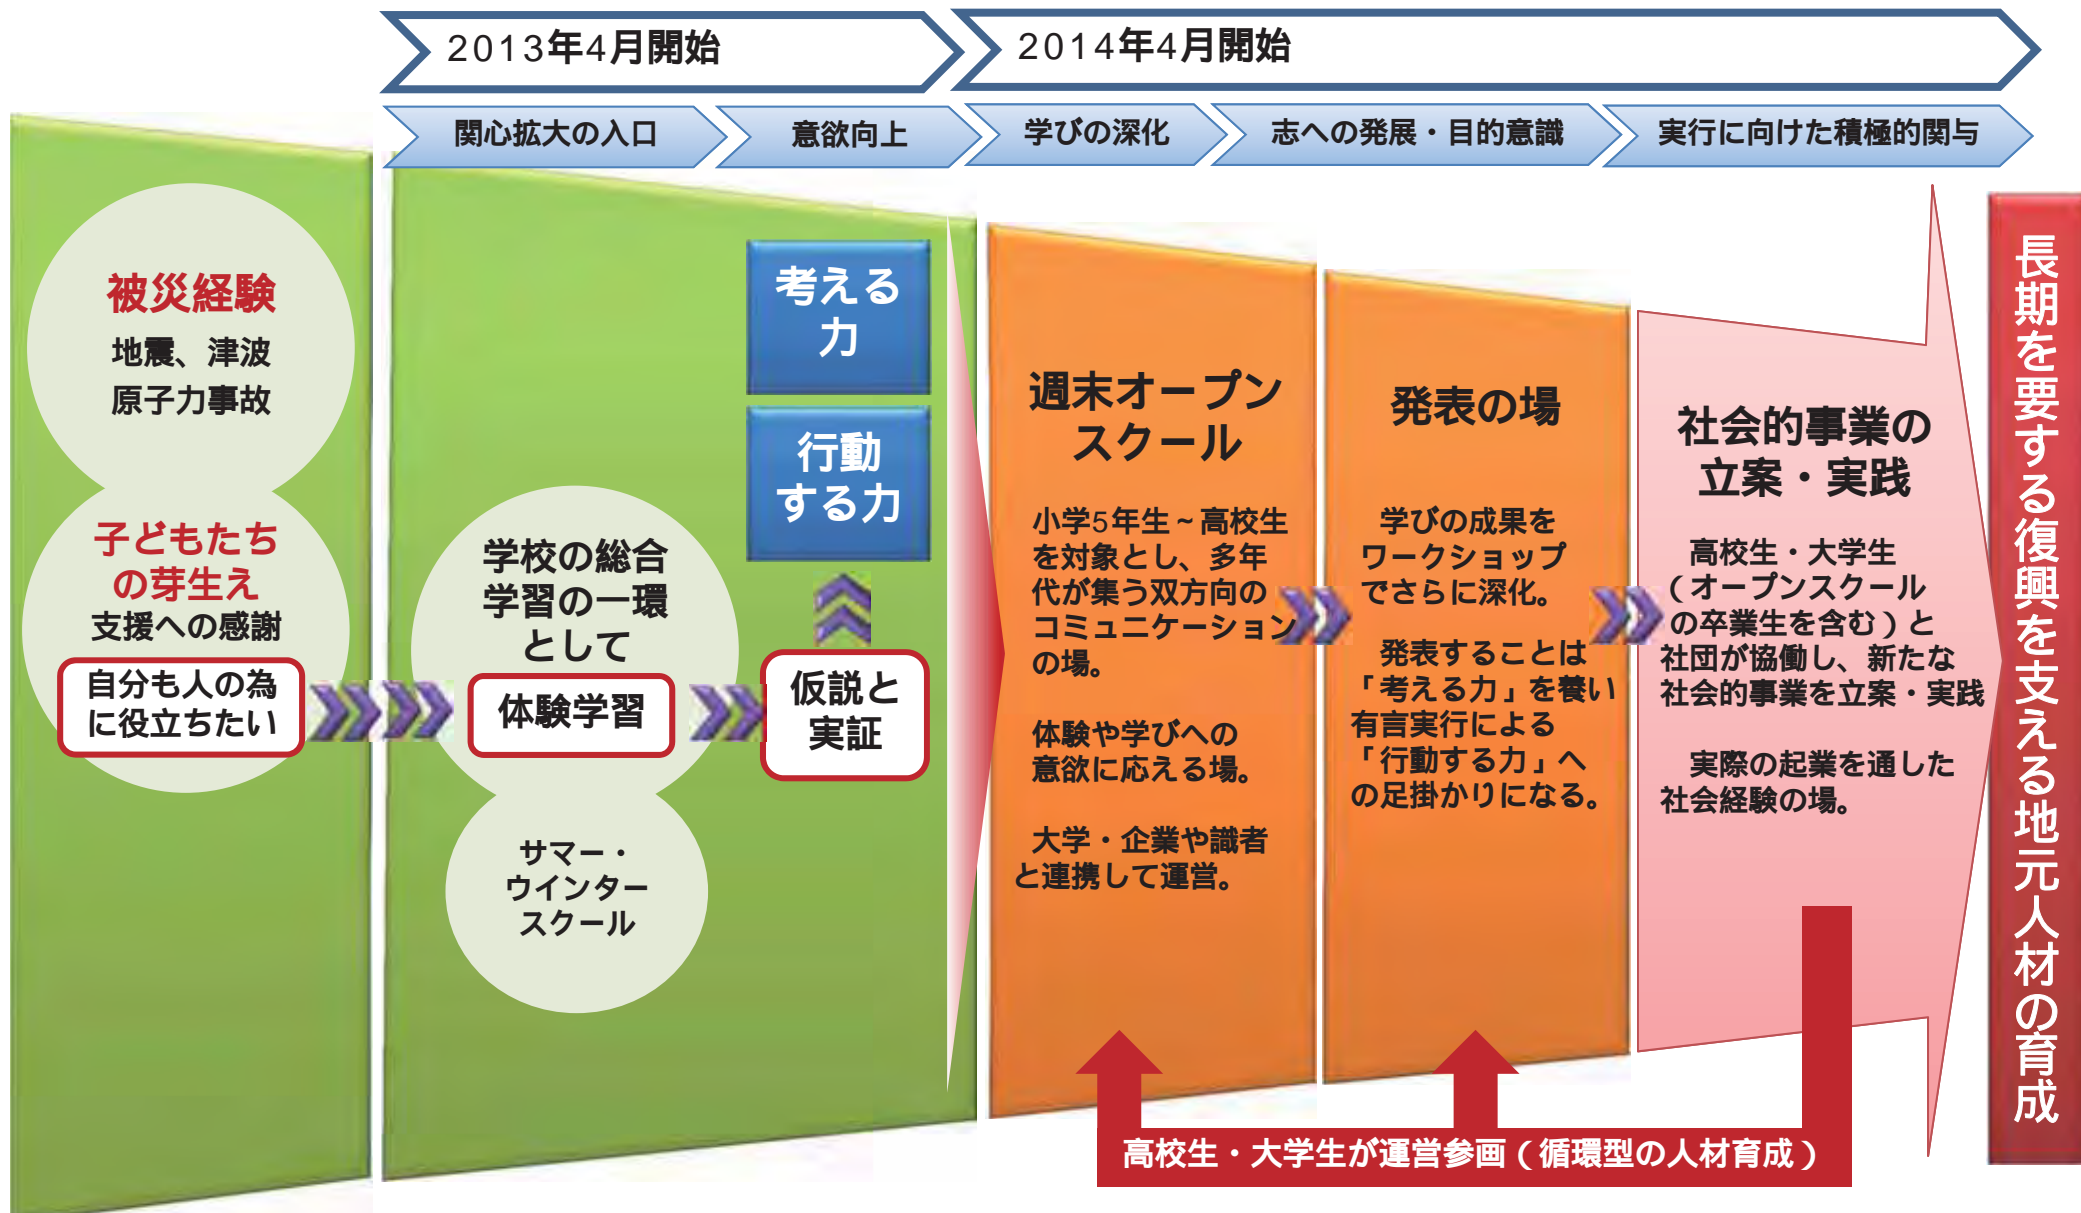 2013年4月開始
2014年4月開始
関心拡大の入口
意欲向上
学びの深化
志への発展・目的意識
実行に向けた積極的関与
被災経験
地震、津波
原子力事故
子どもたち
の芽生え
支援への感謝
自分も人の為
に役立ちたい
学校の総合
学習の一環
として
体験学習
サマー・
ウインター
スクール
考える
力
行動
する力
仮説と
実証
週末オープン
スクール
小学5年生~高校生
を対象とし、多年
代が集う双方向の
コミュニケーション
の場。
体験や学びへの
意欲に応える場。
大学・企業や識者
と連携して運営。
発表の場
学びの成果を
ワークショップ
でさらに深化。
発表することは
「考える力」を養い
有言実行による
「行動する力」へ
の足掛かりになる。
社会的事業の
立案・実践
高校生・大学生
(オープンスクール
の卒業生を含む)と
社団が協働し、新たな
社会的事業を立案・実践
実際の起業を通した
社会経験の場。
高校生・大学生が運営参画(循環型の人材育成)
長期を要する復興を支える地元人材の育成